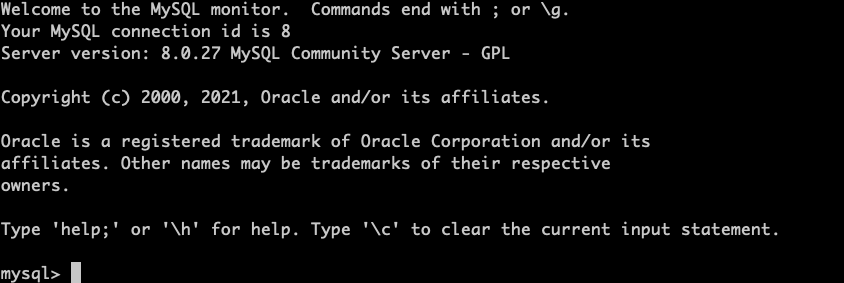 Welcome to the MySQL monitor.  Commands end with ; or \g.
Your MySQL connection id is 8
Server version: 8.0.27 MySQL Community Server - GPL
Copyright (c) 2000, 2021, Oracle and/or its affiliates.
Oracle is a registered trademark of Oracle Corporation and/or its
affiliates. Other names may be trademarks of their respective
owners.
Type 'help;' or '\h' for help. Type '\c' to clear the current input statement.
mysql>